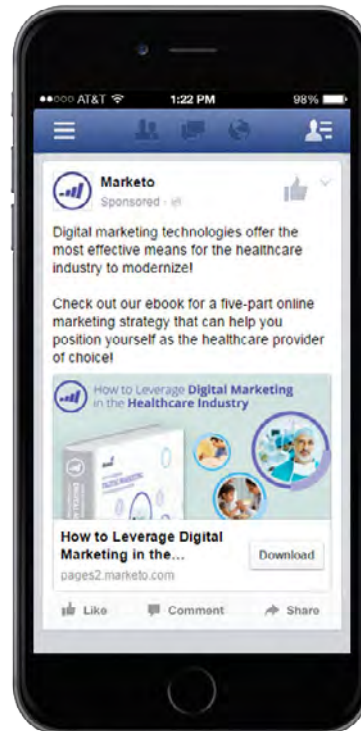 AT&T 1:22 PM 98%
Marketo
Sponsored ·
Digital marketing technologies offer the
most effective means for the healthcare
industry to modernize!
Check out our ebook for a five-part online
marketing strategy that can help you
position yourself as the healthcare provider
of choice!
How to Leverage Digital Marketing
in the Healthcare Industry
How to Leverage Digital
Marketing in the...
Download
pages2.marketo.com
Like Comment Share